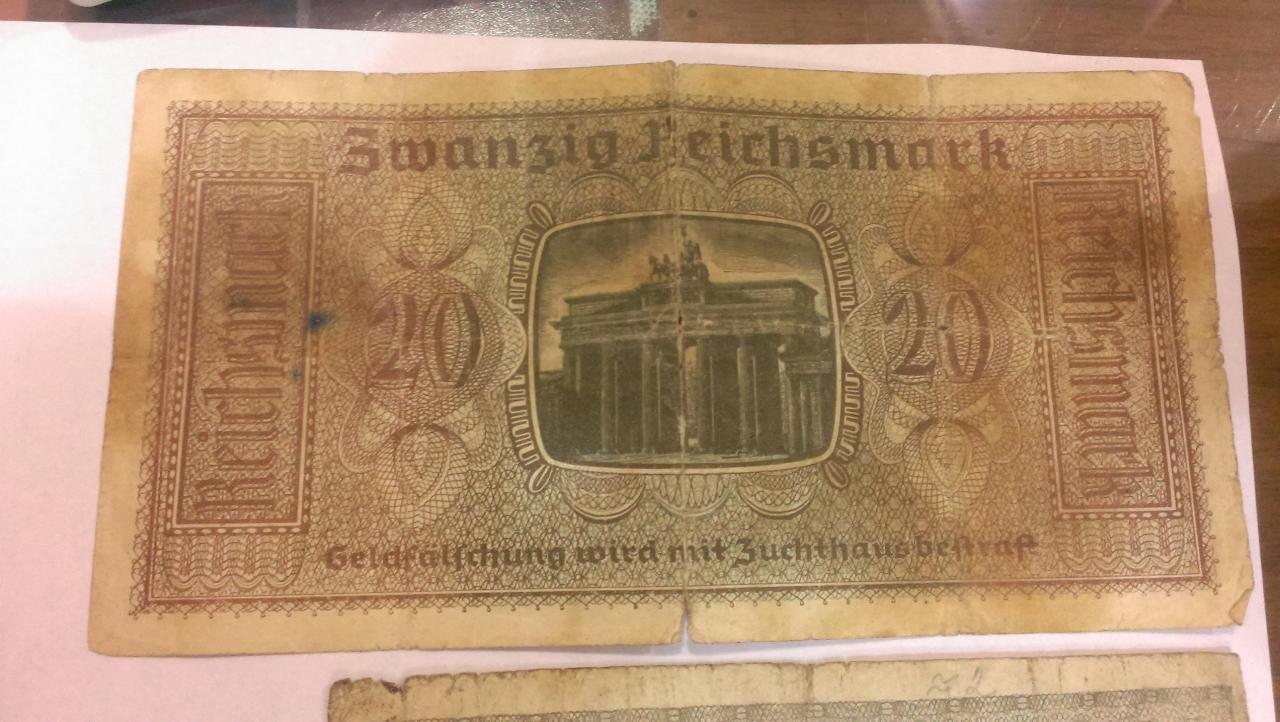 Zwanzig Reichsmark
Reichsmark
20
20
Reichsmark
Geldfälschung wird mit Zuchthaus bestraft